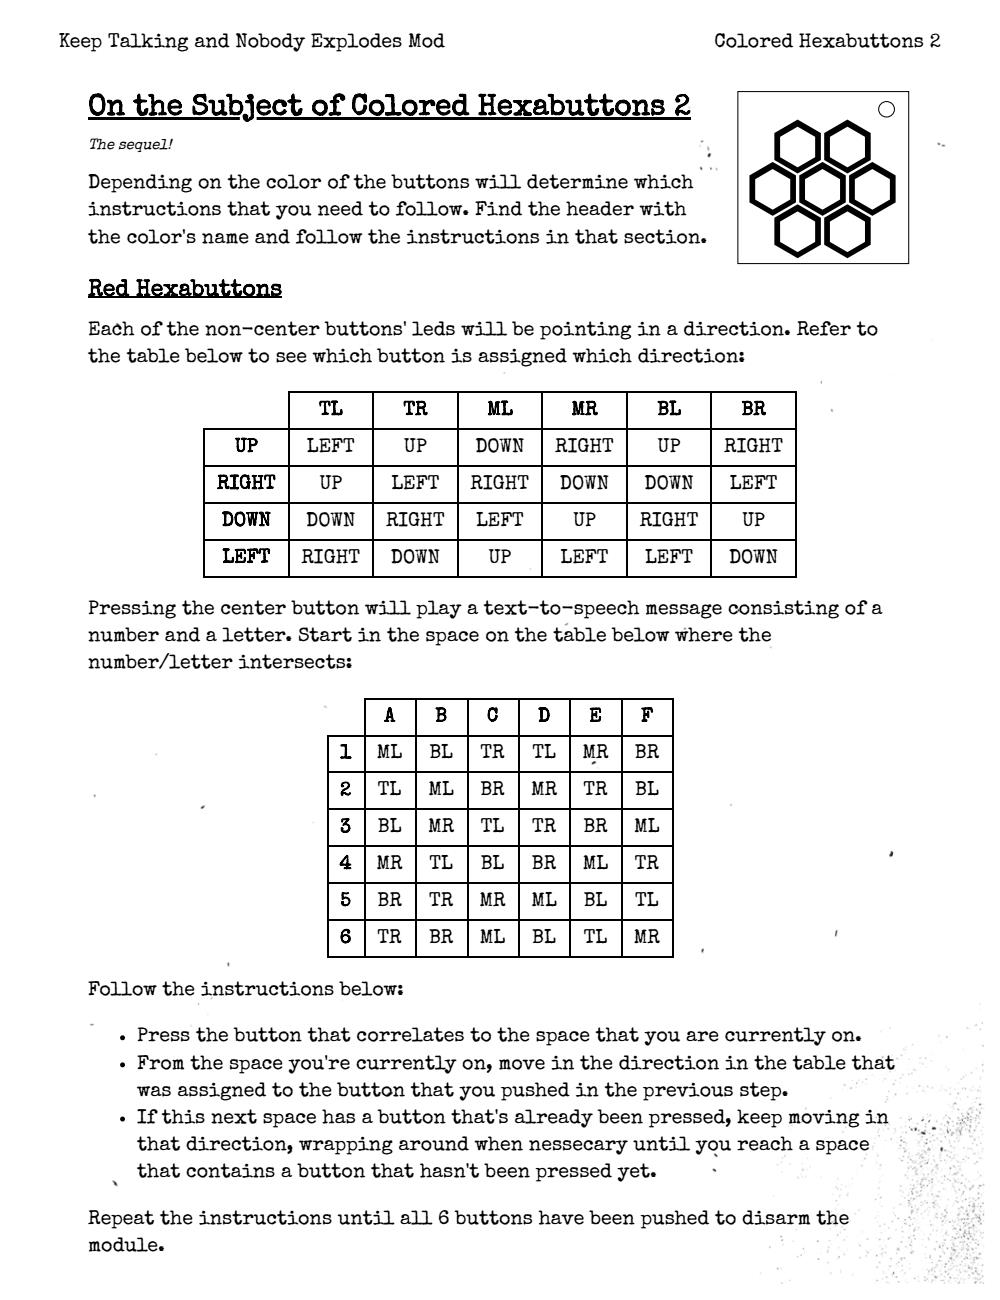 Keep Talking and Nobody Explodes Mod Colored Hexabuttons 2
On the Subject of Colored Hexabuttons 2
The sequel!
Depending on the color of the buttons will determine which
instructions that you need to follow. Find the header with
the color's name and follow the instructions in that section.
Red Hexabuttons
Each of the non-center buttons' leds will be pointing in a direction. Refer to
the table below to see which button is assigned which direction:
TL TR ML MR BL BR
UP LEFT UP DOWN RIGHT UP RIGHT
RIGHT UP LEFT RIGHT DOWN DOWN LEFT
DOWN DOWN RIGHT LEFT UP RIGHT UP
LEFT RIGHT DOWN UP LEFT LEFT DOWN
Pressing the center button will play a text-to-speech message consisting of a
number and a letter. Start in the space on the table below where the
number/letter intersects:
A B C D E F
1 ML BL TR TL MR BR
2 TL ML BR MR TR BL
3 BL MR TL TR BR ML
4 MR TL BL BR ML TR
5 BR TR MR ML BL TL
6 TR BR ML BL TL MR
Follow the instructions below:
• Press the button that correlates to the space that you are currently on.
• From the space you're currently on, move in the direction in the table that
was assigned to the button that you pushed in the previous step.
• If this next space has a button that's already been pressed, keep moving in
that direction, wrapping around when nessecary until you reach a space
that contains a button that hasn't been pressed yet.
Repeat the instructions until all 6 buttons have been pushed to disarm the
module.